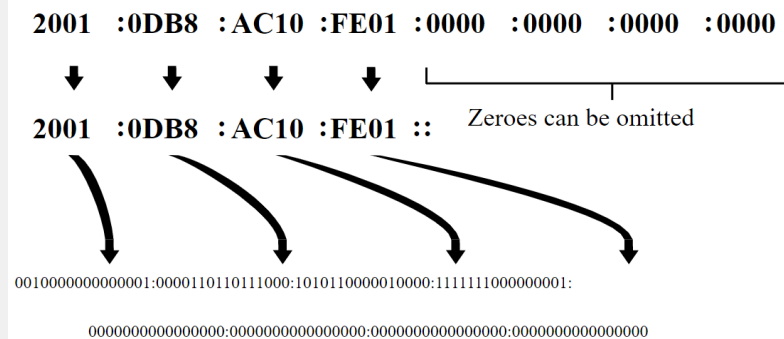 2001 :0DB8 :AC10 :FE01 :0000 :0000 :0000 :0000
Zeroes can be omitted
2001 :0DB8 :AC10 :FE01 ::
0010000000000001:0000110110111000:1010110000010000:1111111000000001:
0000000000000000:0000000000000000:0000000000000000:0000000000000000